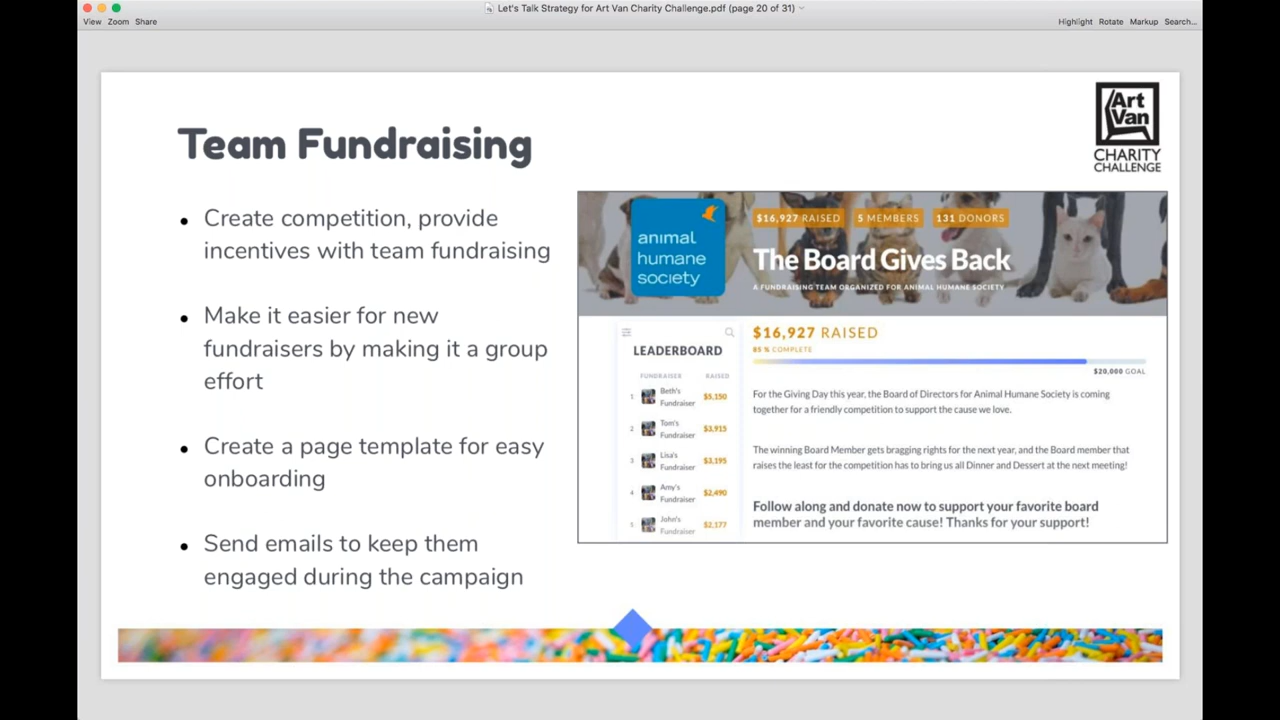 Let's Talk Strategy for Art Van Charity Challenge.pdf (page 20 of 31)
View Zoom Share
Highlight Rotate Markup Search...
Art
Van
CHARITY
CHALLENGE
Team Fundraising
• Create competition, provide
incentives with team fundraising
• Make it easier for new
fundraisers by making it a group
effort
• Create a page template for easy
onboarding
• Send emails to keep them
engaged during the campaign
animal
humane
society
$16,927 RAISED 5 MEMBERS 131 DONORS
The Board Gives Back
A FUNDRAISING TEAM ORGANIZED FOR ANIMAL HUMANE SOCIETY
LEADERBOARD
FUNDRAISER RAISED
1 Beth's
Fundraiser $5,150
2 Tom's
Fundraiser $3,915
3 Lisa's
Fundraiser $3,195
4 Amy's
Fundraiser $2,490
5 John's
Fundraiser $2,177
$16,927 RAISED
85 % COMPLETE
$20,000 GOAL
For the Giving Day this year, the Board of Directors for Animal Humane Society is coming
together for a friendly competition to support the cause we love.
The winning Board Member gets bragging rights for the next year, and the Board member that
raises the least for the competition has to bring us all Dinner and Dessert at the next meeting!
Follow along and donate now to support your favorite board
member and your favorite cause! Thanks for your support!